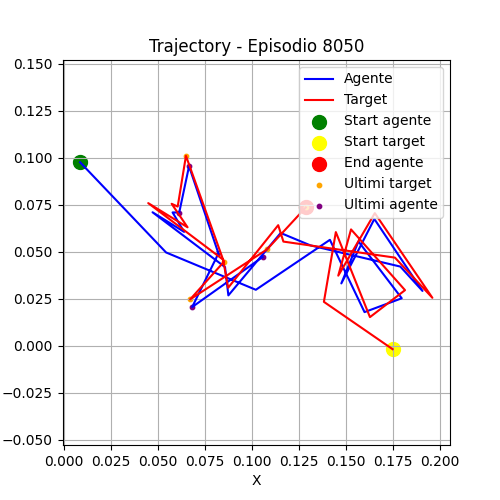 Trajectory - Episodio 8050
Agente
Target
Start agente
Start target
End agente
Ultimi target
Ultimi agente
0.150
0.125
0.100
0.075
0.050
0.025
0.000
−0.025
−0.050
0.000 0.025 0.050 0.075 0.100 0.125 0.150 0.175 0.200
X